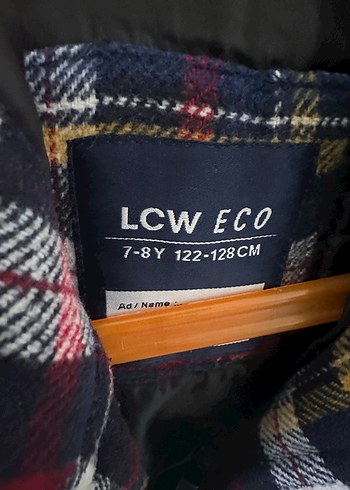 LCW ECO
7-8Y 122-128CM
Ad / Name :